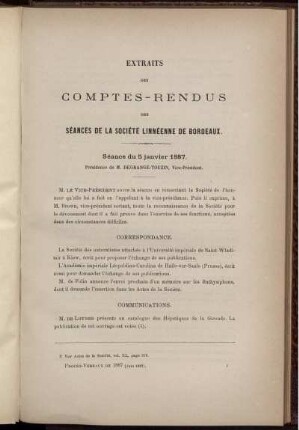 EXTRAITS
DES
COMPTES-RENDUS
DES
SÉANCES DE LA SOCIÉTÉ LINNÉENNE DE BORDEAUX.
Séance du 5 janvier 1887.
Présidence de M. DEGRANGE-TOUZIN, Vice-Président.
M. LE VICE-PRÉSIDENT ouvre la séance en remerciant la Société de l'honneur qu'elle lui a fait en l'appelant à la vice-présidence. Puis il exprime, à
M. vice-président sortant, toute la reconnaissance de la Société pour
le dévouement dont il a fait preuve dans l'exercice de ses fonctions, acceptées
dans des circonstances difficiles.
CORRESPONDANCE.
La Société des naturalistes attachée à l'Université impériale de Saint-Wladimir
à Kiew, écrit pour proposer l'échange de ses publications.
L'Académie impériale Léopoldino-Carolina de Halle-sur-Saale (Prusse), écrit
aussi pour demander l'échange de ses publications.
M. de Folin annonce l'envoi prochain d'un mémoire sur les Bathysiphons,
dont il demande l'insertion dans les Actes de la Société.
COMMUNICATIONS.
M. DE présente un catalogue des Hépatiques de la Gironde. La
publication de cet ouvrage est votée (1).
1 Voir Actes de la Société, vol. XL, page
PROCÈS-VERBAUX DE 1887